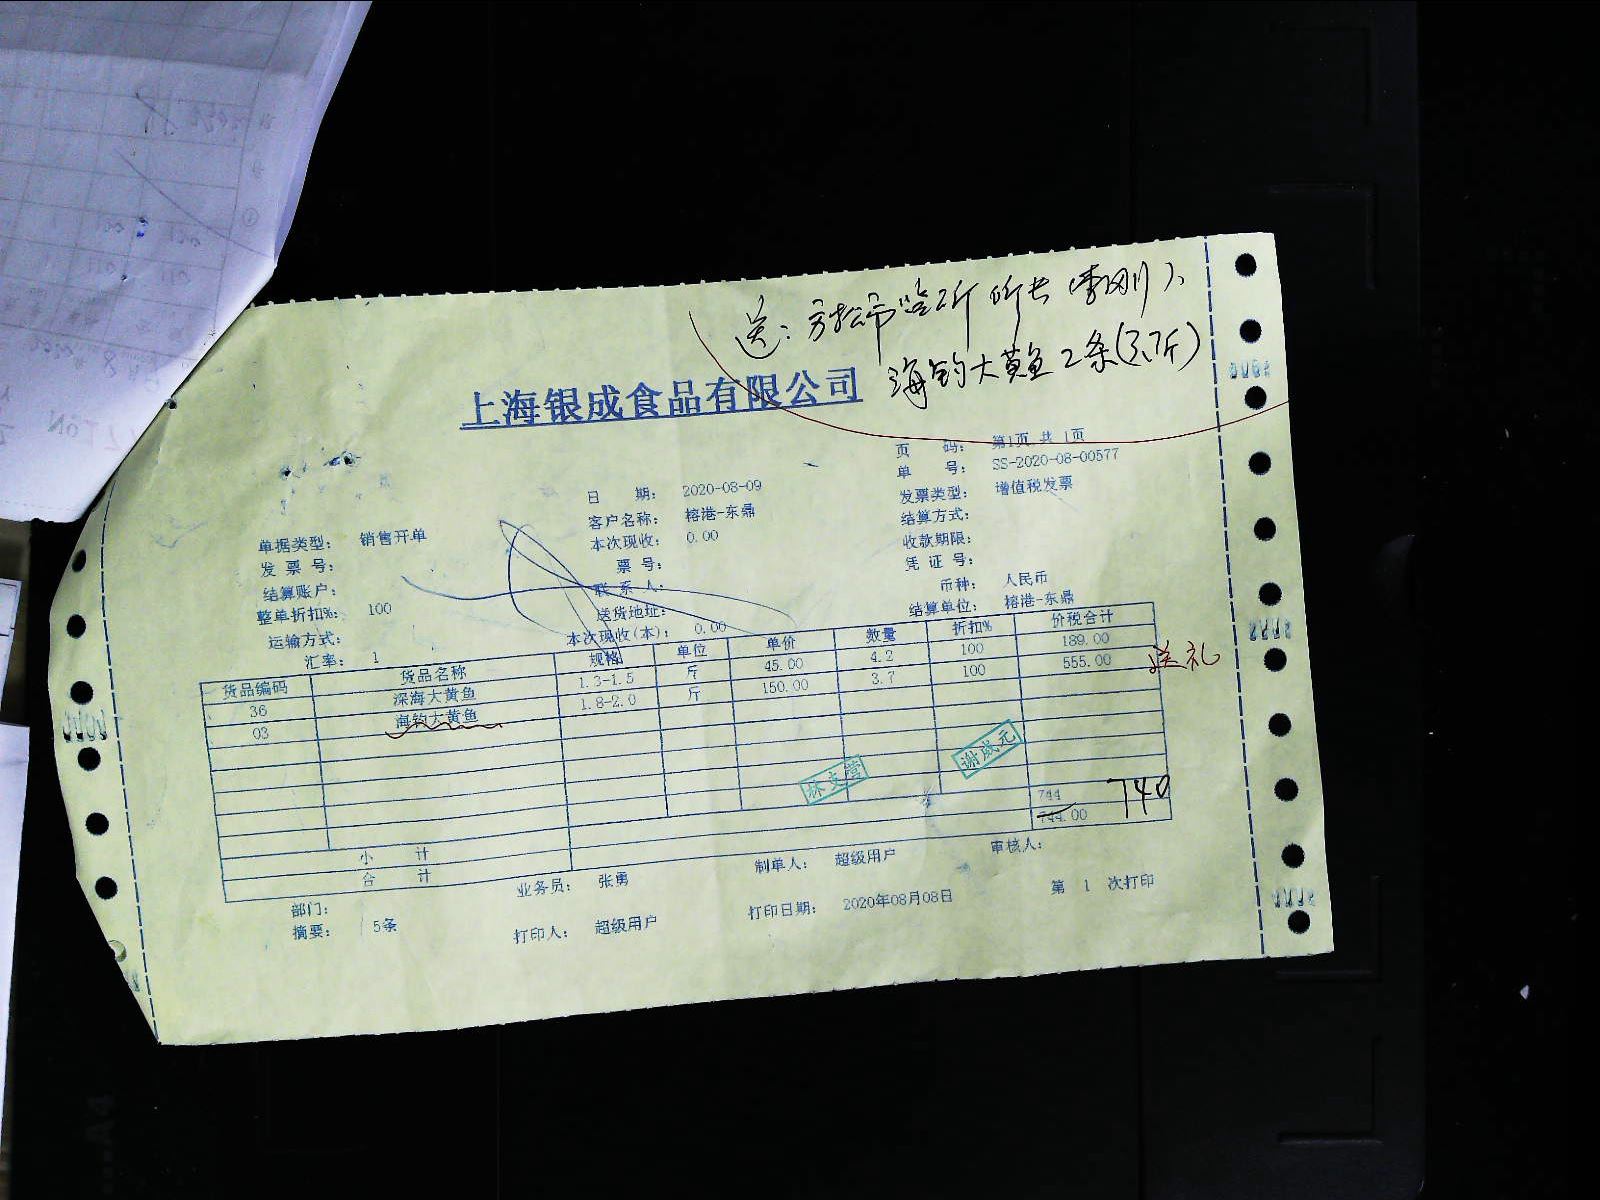 送：方松市监所 所长（李刚）
海钓大黄鱼2条(3.7斤)
上海银成食品有限公司
页 码： 第1页 共 1页
单 号： SS-2020-08-00577
日 期： 2020-08-09 发票类型： 增值税发票
单据类型： 销售开单 客户名称： 榕港-东鼎 结算方式：
发 票 号： 本次现收： 0.00 收款期限：
结算账户： 票 号： 凭 证 号：
整单折扣%： 100 联 系 人： 币种： 人民币
运输方式： 送货地址： 结算单位： 榕港-东鼎
汇率： 1 本次现收(本)： 0.00
货品编码 货品名称 规格 单位 单价 数量 折扣% 价税合计
36 深海大黄鱼 1.3-1.5 斤 45.00 4.2 100 189.00
03 海钓大黄鱼 1.8-2.0 斤 150.00 3.7 100 555.00 送礼
谢成元
小 计 744 740
合 计 744.00
部门： 业务员： 张勇 制单人： 超级用户 审核人：
摘要： 5条 打印人： 超级用户 打印日期： 2020年08月08日 第 1 次打印